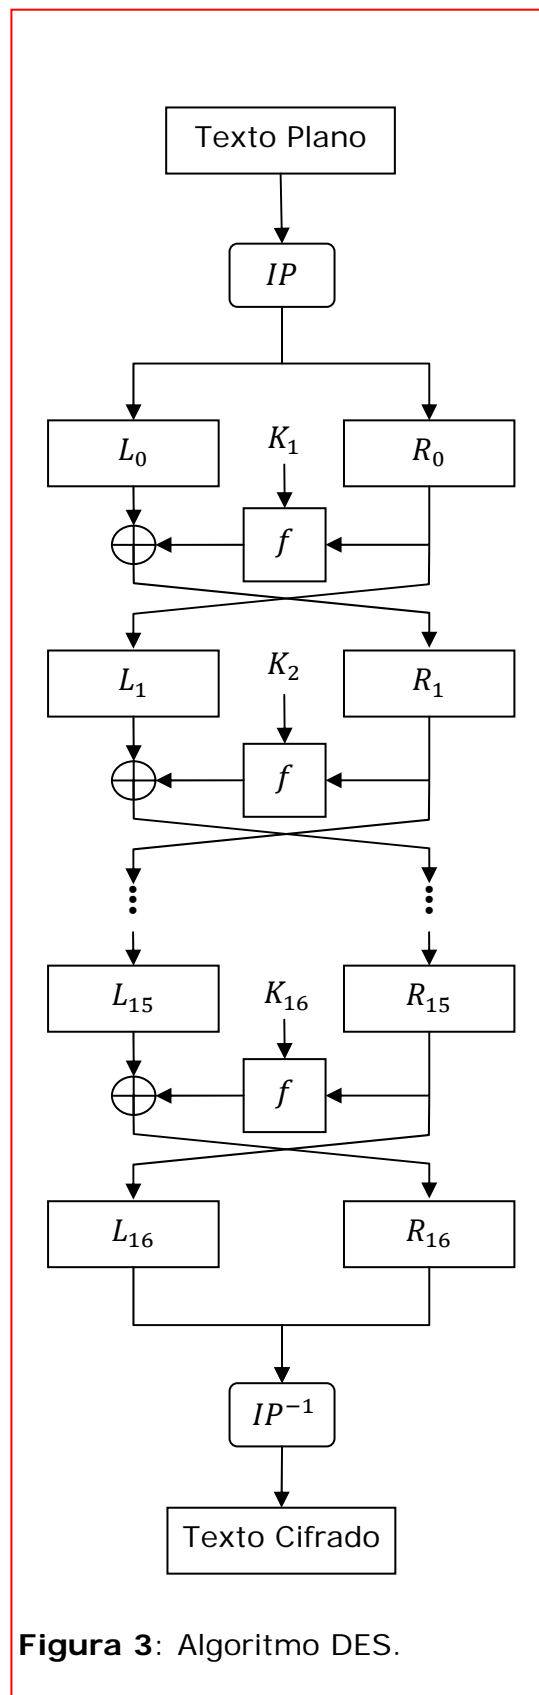 Texto Plano
IP
L₀ K₁ R₀
f
L₁ K₂ R₁
f
L₁₅ K₁₆ R₁₅
f
L₁₆ R₁₆
IP⁻¹
Texto Cifrado
Figura 3: Algoritmo DES.